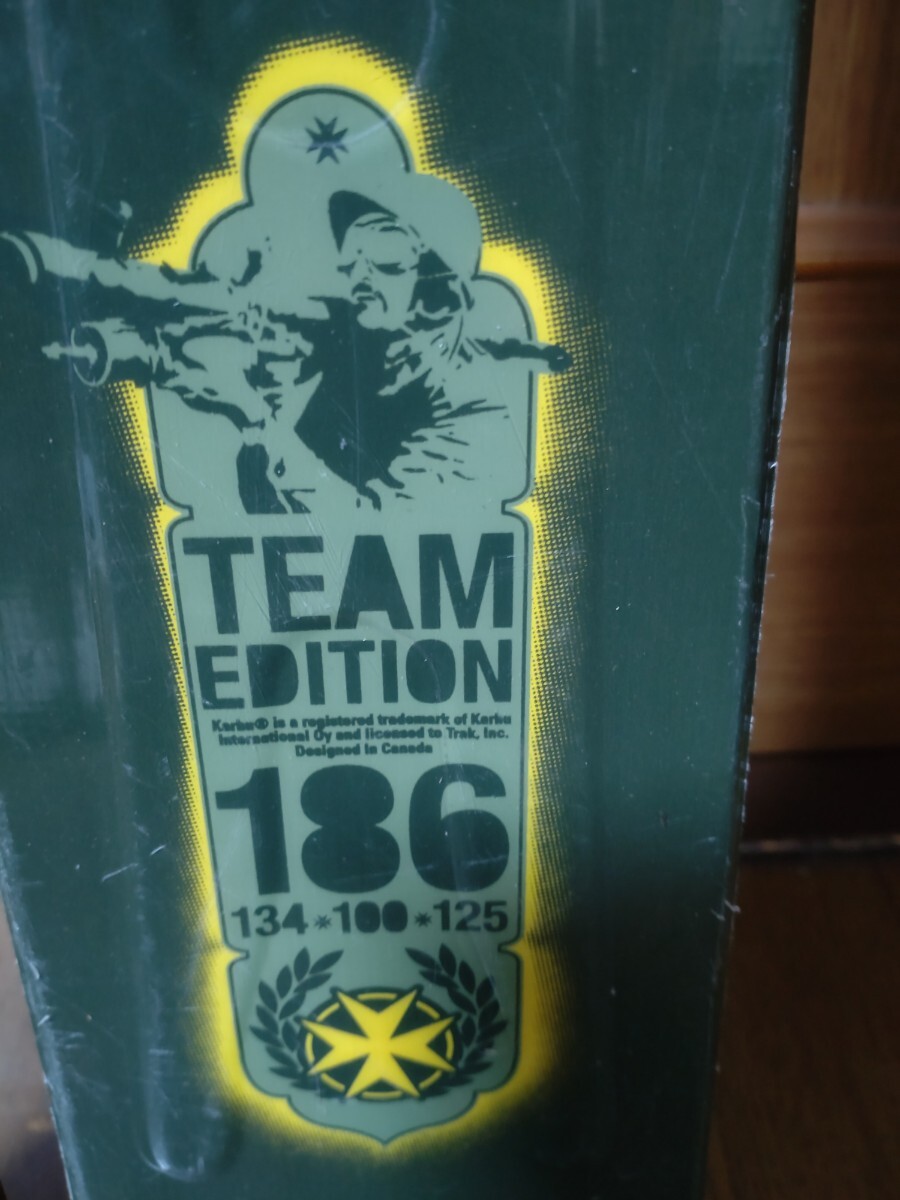 TEAM
EDITION
Karhu® is a registered trademark of Karhu
International Oy and licensed to Trak, Inc.
Designed in Canada
186
134*100*125